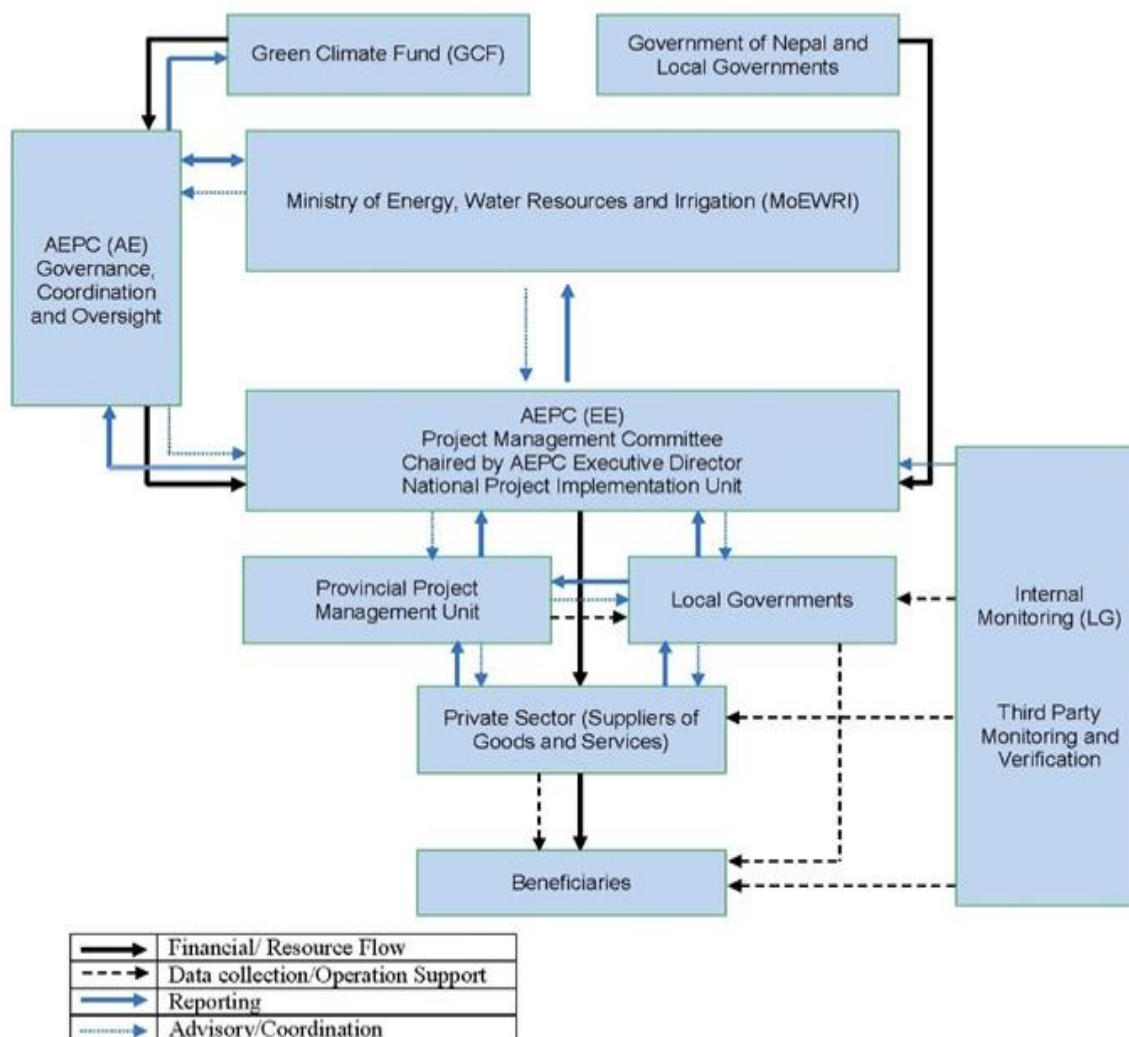 Green Climate Fund (GCF)
Government of Nepal and
Local Governments
Ministry of Energy, Water Resources and Irrigation (MoEWRI)
AEPC (AE)
Governance,
Coordination
and Oversight
AEPC (EE)
Project Management Committee
Chaired by AEPC Executive Director
National Project Implementation Unit
Provincial Project
Management Unit
Local Governments
Internal
Monitoring (LG)
Third Party
Monitoring and
Verification
Private Sector (Suppliers of
Goods and Services)
Beneficiaries
Financial/ Resource Flow
Data collection/Operation Support
Reporting
Advisory/Coordination